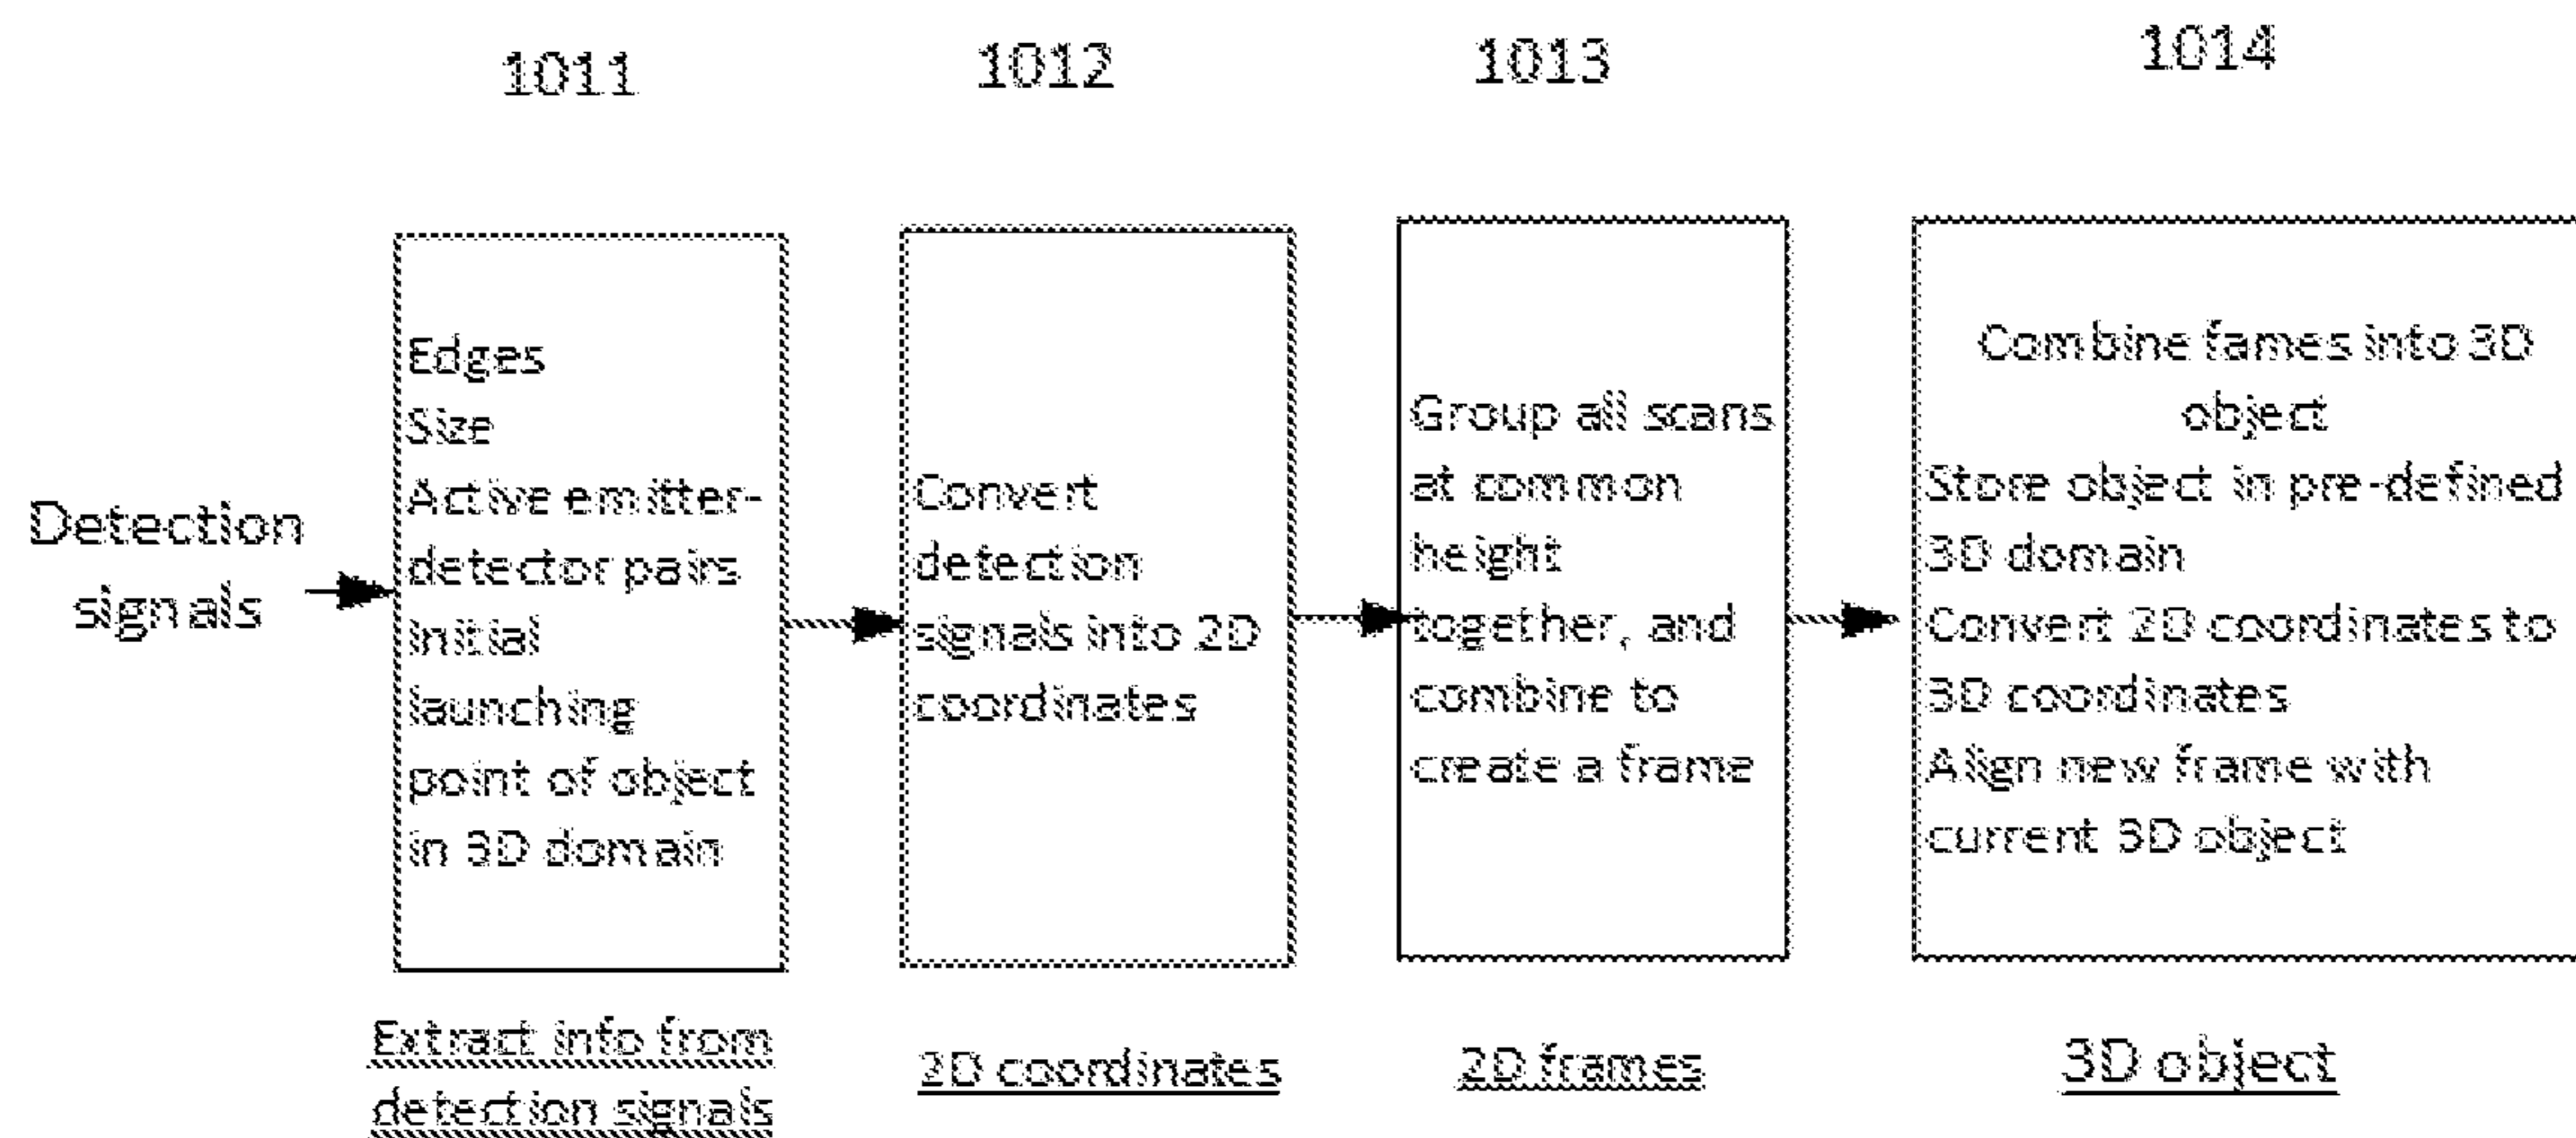 1011
1012
1013
1014
Detection
signals
Edges
Size
Active emitter-
detector pairs
Initial
launching
point of object
in 3D domain
Extract info from
detection signals
Convert
detection
signals into 2D
coordinates
2D coordinates
Group all scans
at common
height
together, and
combine to
create a frame
2D frames
Combine fames into 3D
object
Store object in pre-defined
3D domain
Convert 2D coordinates to
3D coordinates
Align new frame with
current 3D object
3D object